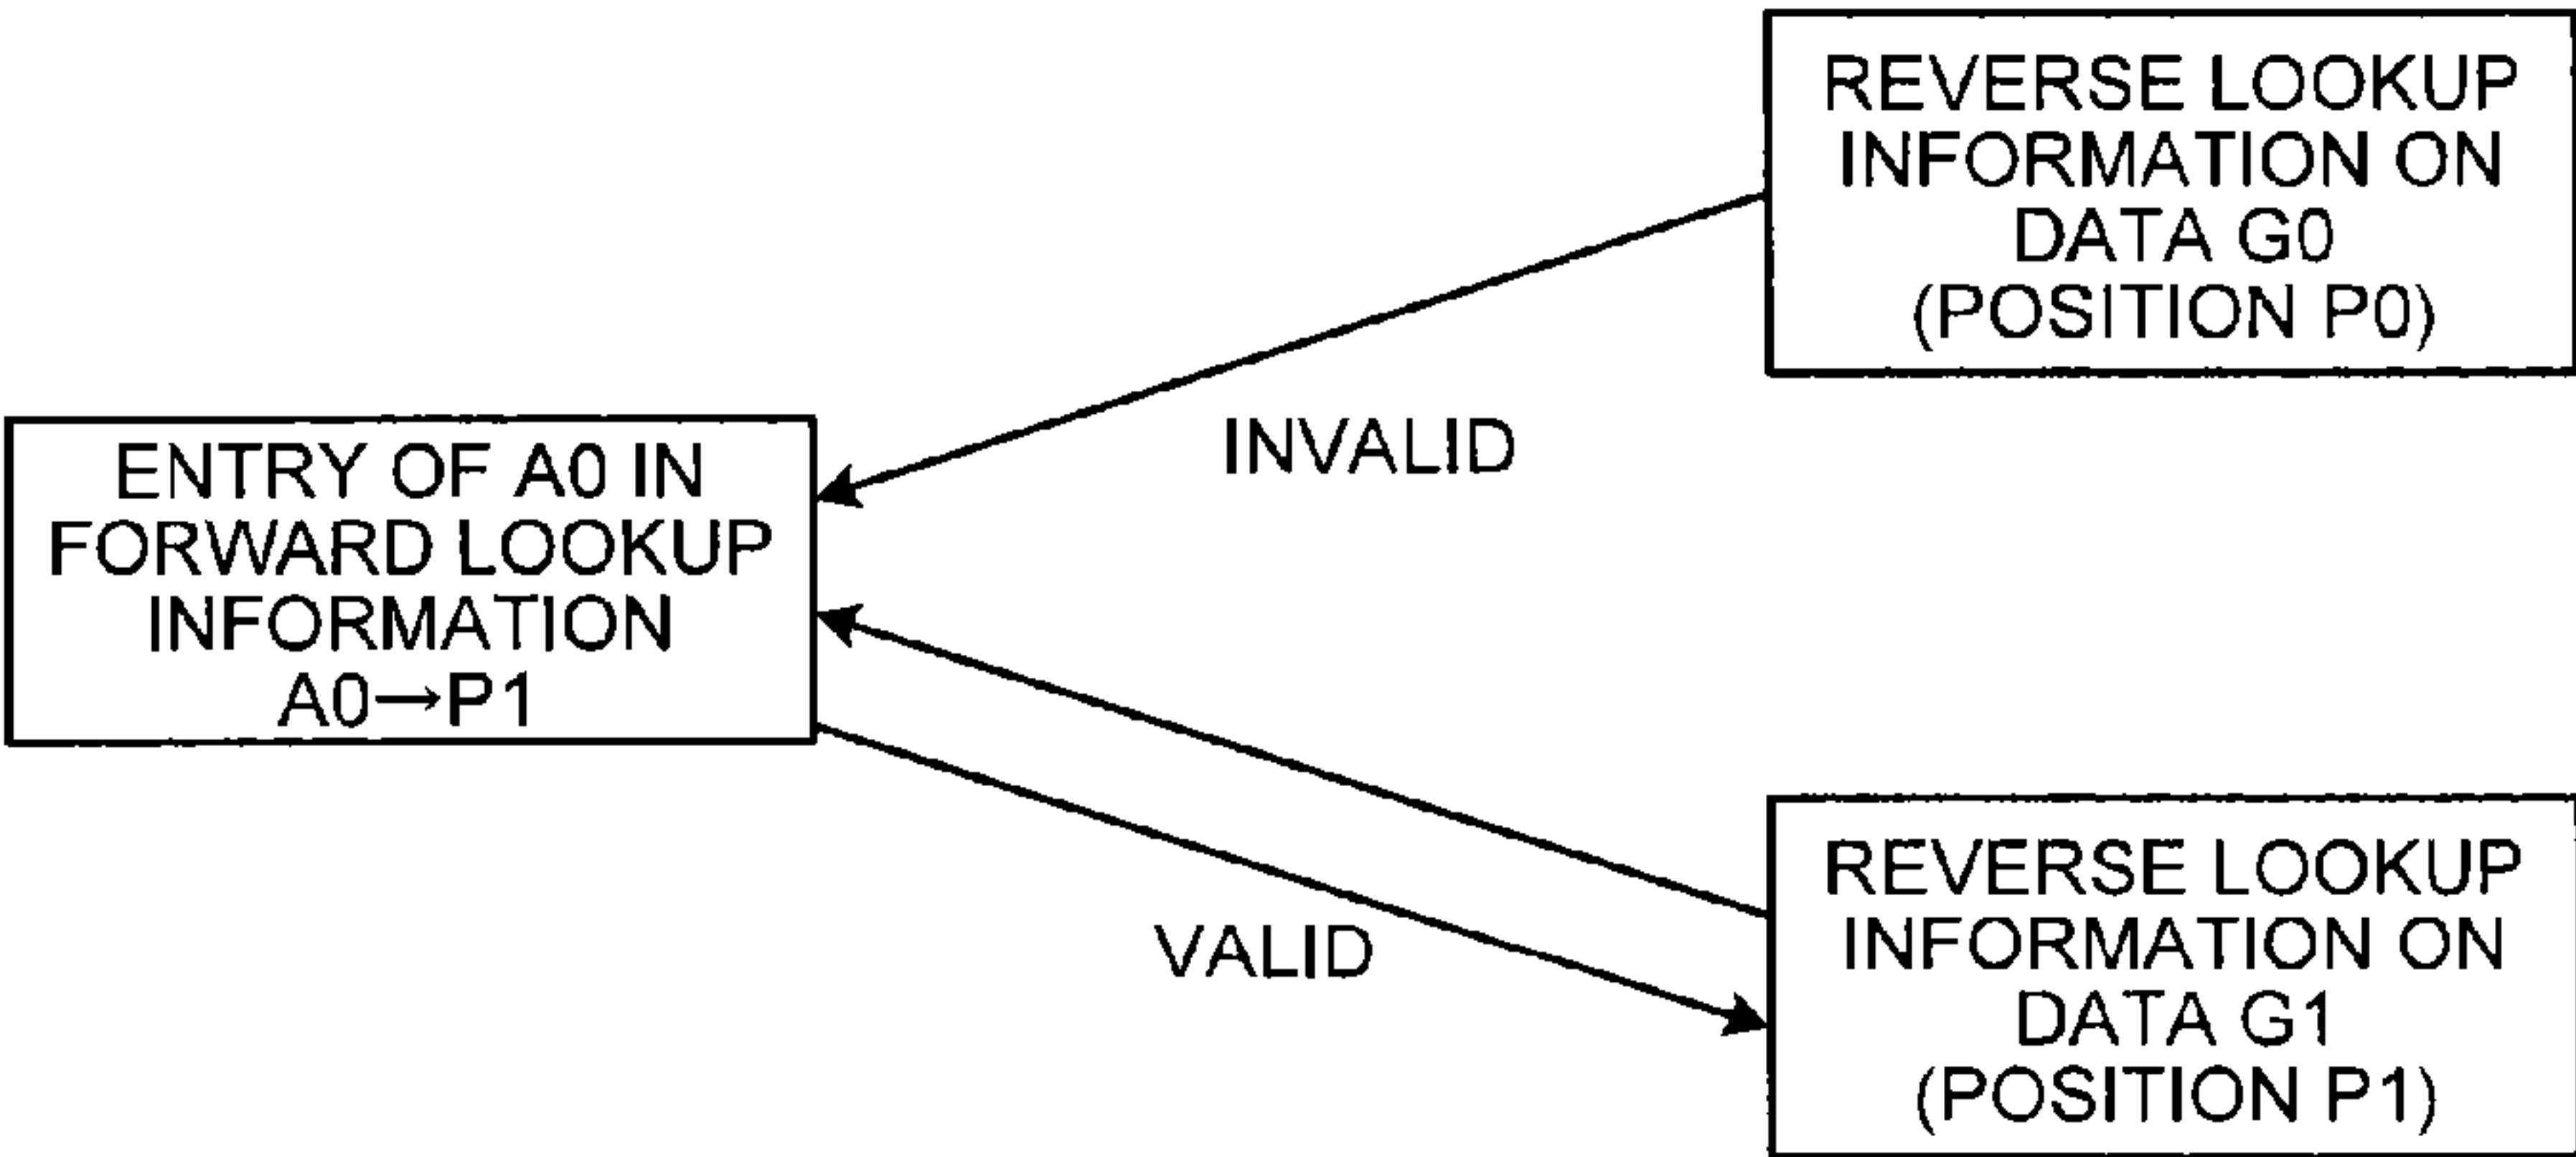 REVERSE LOOKUP
INFORMATION ON
DATA G0
(POSITION P0)
INVALID
ENTRY OF A0 IN
FORWARD LOOKUP
INFORMATION
A0→P1
VALID
REVERSE LOOKUP
INFORMATION ON
DATA G1
(POSITION P1)